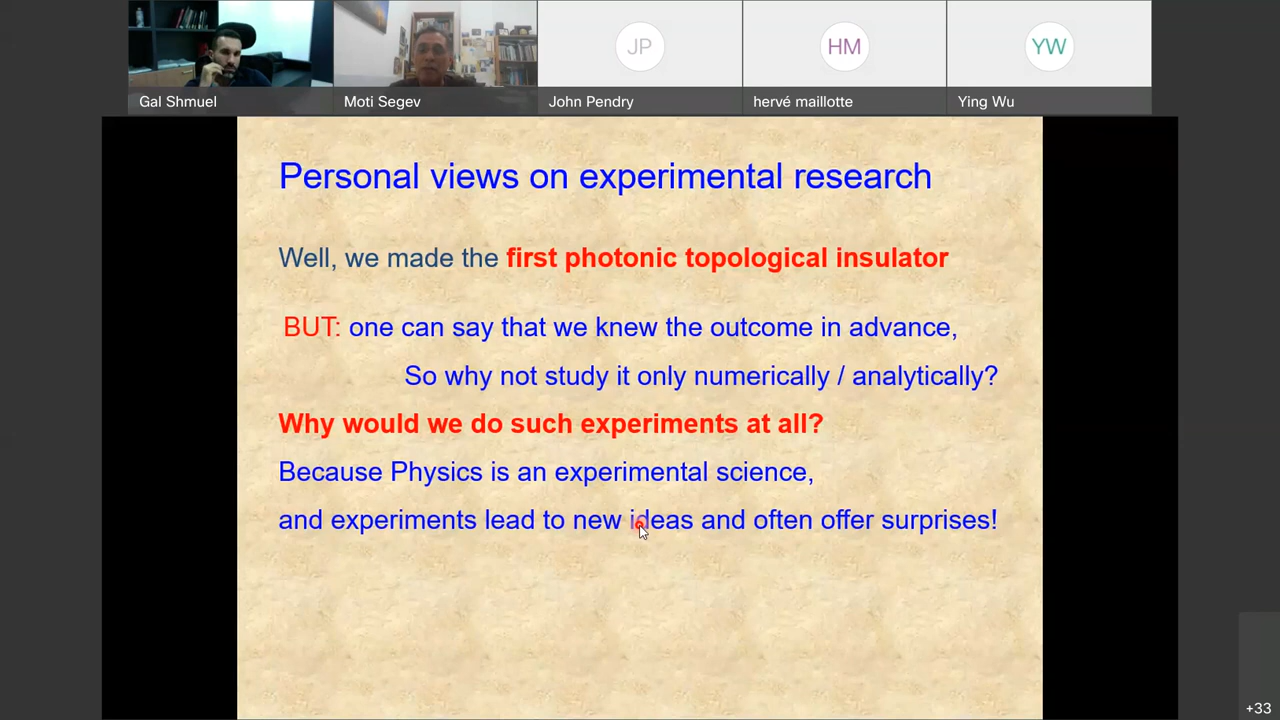 JP
HM
YW
Gal Shmuel
Moti Segev
John Pendry
hervé maillotte
Ying Wu
Personal views on experimental research
Well, we made the first photonic topological insulator
BUT: one can say that we knew the outcome in advance,
So why not study it only numerically / analytically?
Why would we do such experiments at all?
Because Physics is an experimental science,
and experiments lead to new ideas and often offer surprises!
+33